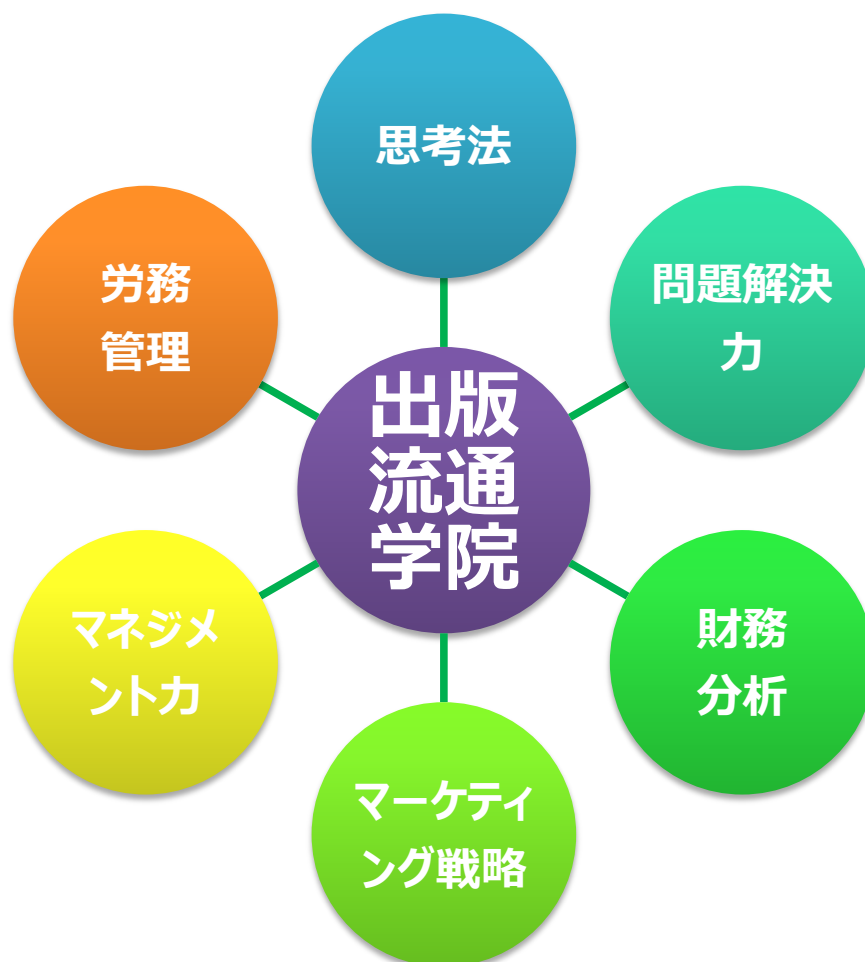 思考法
労務
管理
問題解決
力
出版
流通
学院
マネジメ
ント力
財務
分析
マーケティ
ング戦略